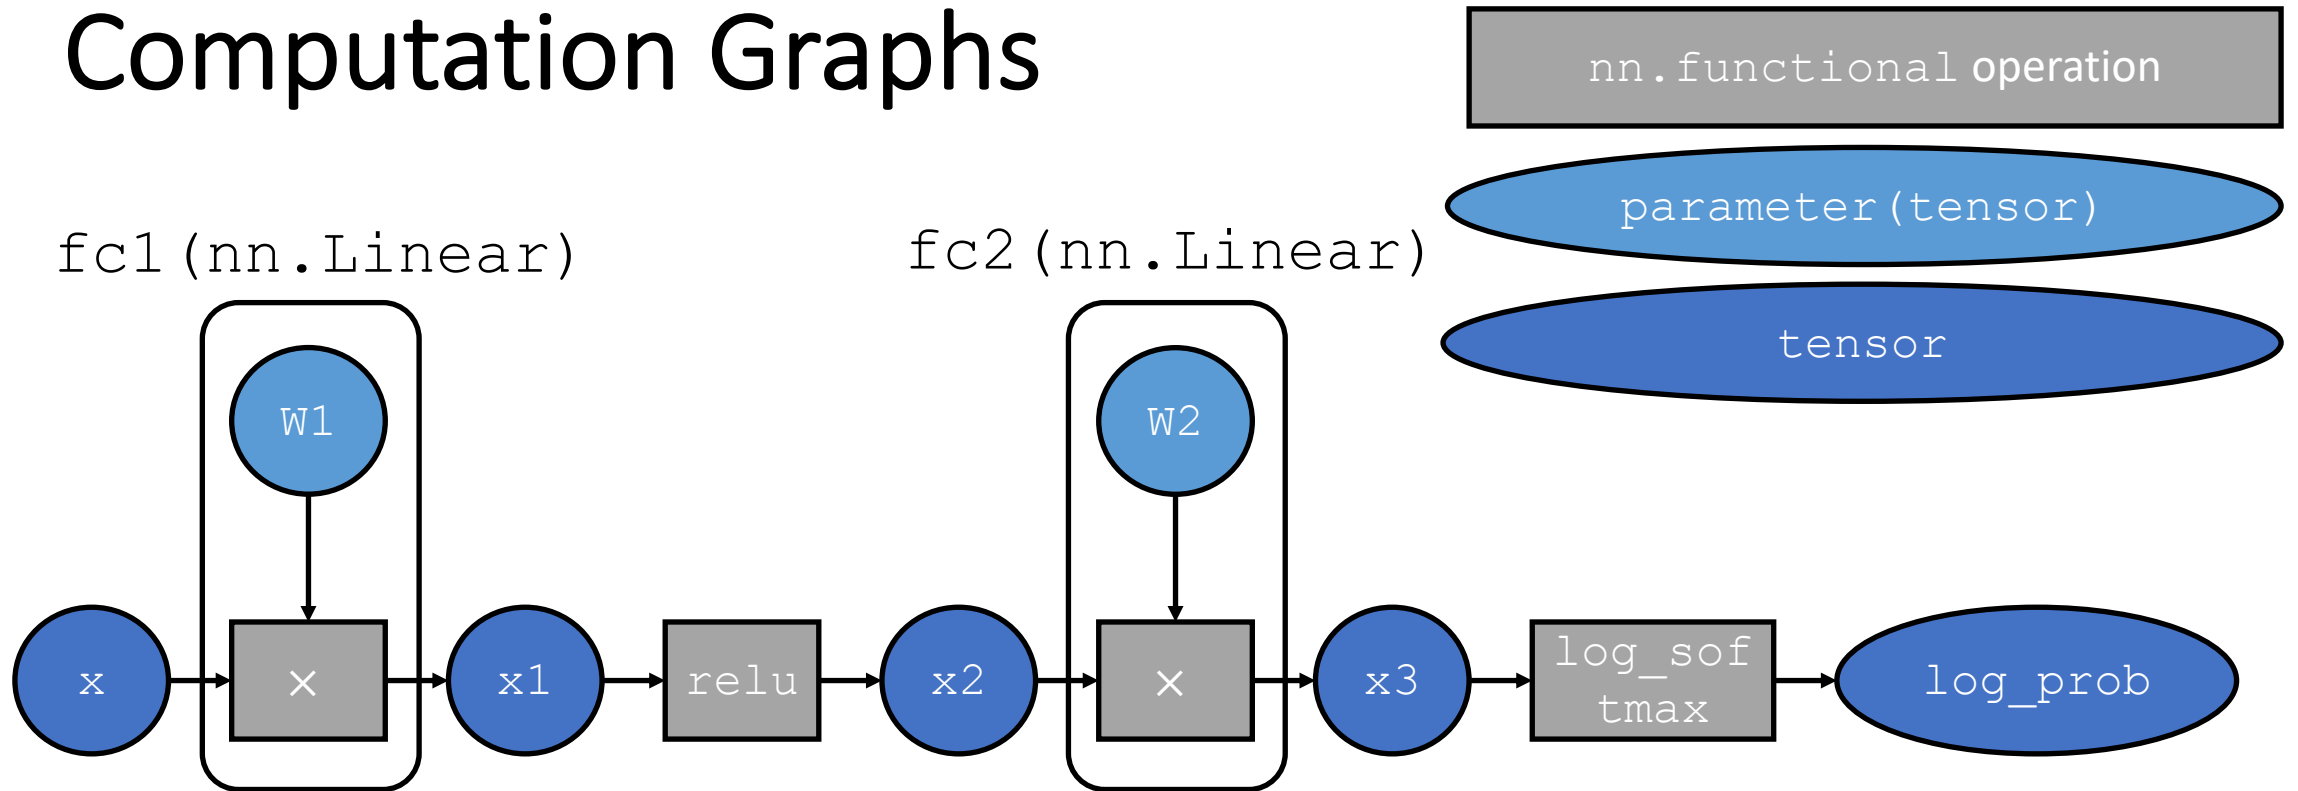 Computation Graphs
nn.functional operation
parameter(tensor)
tensor
fc1(nn.Linear)
fc2(nn.Linear)
W1
W2
x
×
x1
relu
x2
×
x3
log_sof
tmax
log_prob